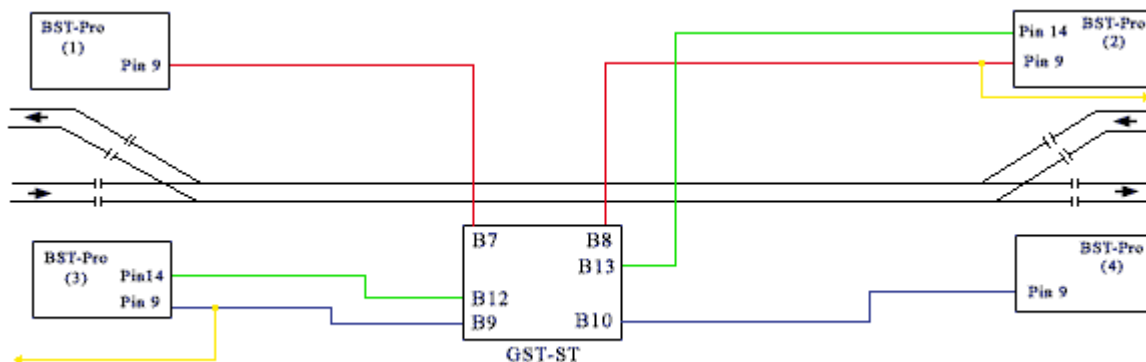 BST-Pro
(1)
Pin 9
Pin 14
BST-Pro
(2)
Pin 9
B7
B8
B13
B12
B9
B10
GST-ST
BST-Pro
(3)
Pin14
Pin 9
BST-Pro
(4)
Pin 9